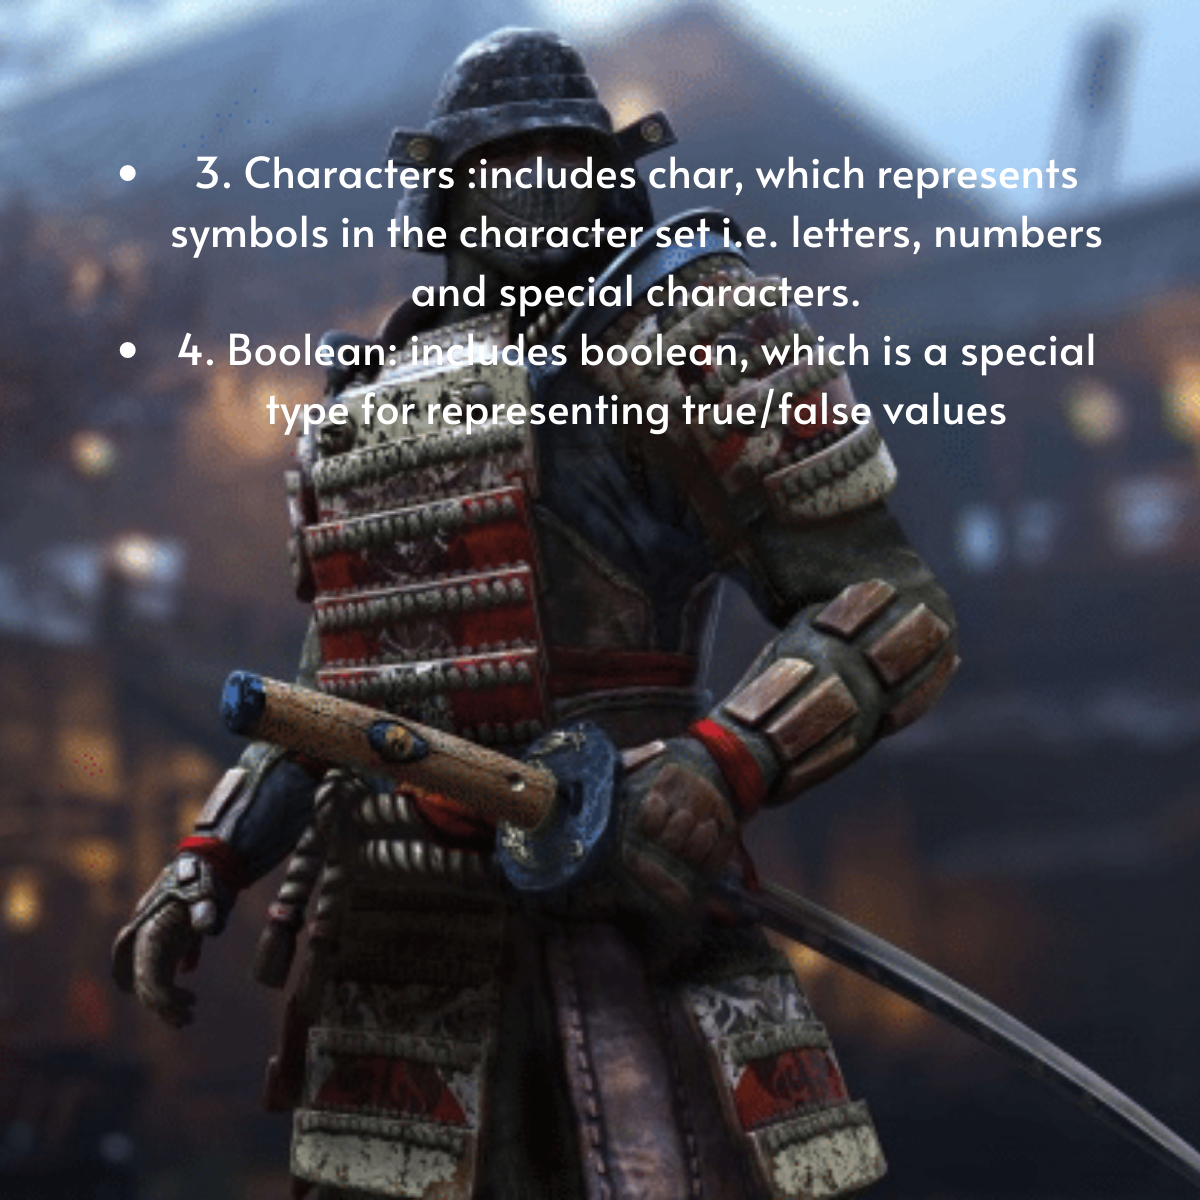 • 3. Characters :includes char, which represents
symbols in the character set i.e. letters, numbers
and special characters.
• 4. Boolean: includes boolean, which is a special
type for representing true/false values